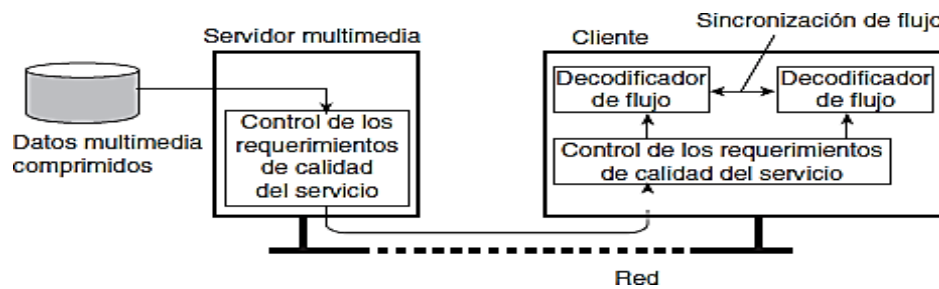 Sincronización de flujo
Servidor multimedia
Cliente
Decodificador
de flujo
Decodificador
de flujo
Datos multimedia
comprimidos
Control de los
requerimientos
de calidad
del servicio
Control de los requerimientos
de calidad del servicio
Red